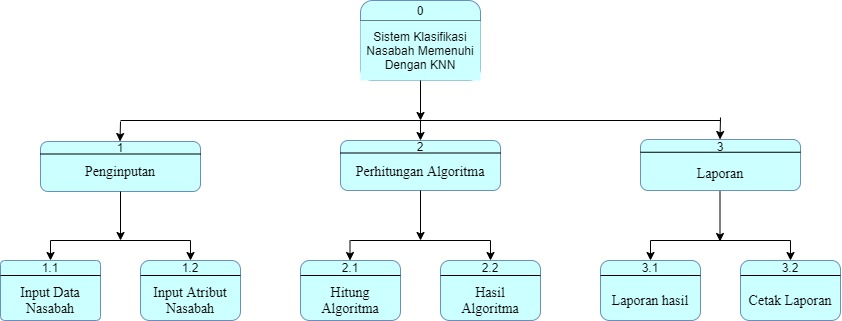 0
Sistem Klasifikasi
Nasabah Memenuhi
Dengan KNN
1
Penginputan
2
Perhitungan Algoritma
3
Laporan
1.1
Input Data
Nasabah
1.2
Input Atribut
Nasabah
2.1
Hitung
Algoritma
2.2
Hasil
Algoritma
3.1
Laporan hasil
3.2
Cetak Laporan